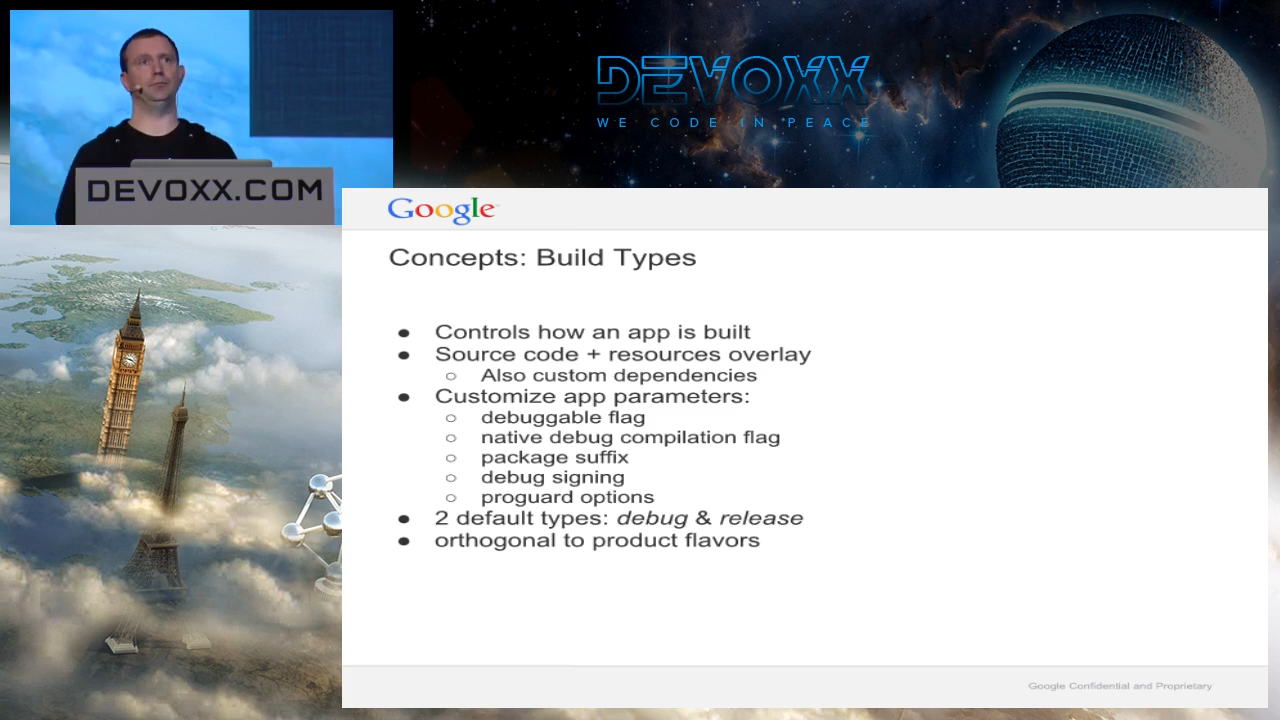 DEVOXX
WE CODE IN PEACE
DEVOXX.COM
Google
Concepts: Build Types
● Controls how an app is built
● Source code + resources overlay
○ Also custom dependencies
● Customize app parameters:
○ debuggable flag
○ native debug compilation flag
○ package suffix
○ debug signing
○ proguard options
● 2 default types: debug & release
● orthogonal to product flavors
Google Confidential and Proprietary